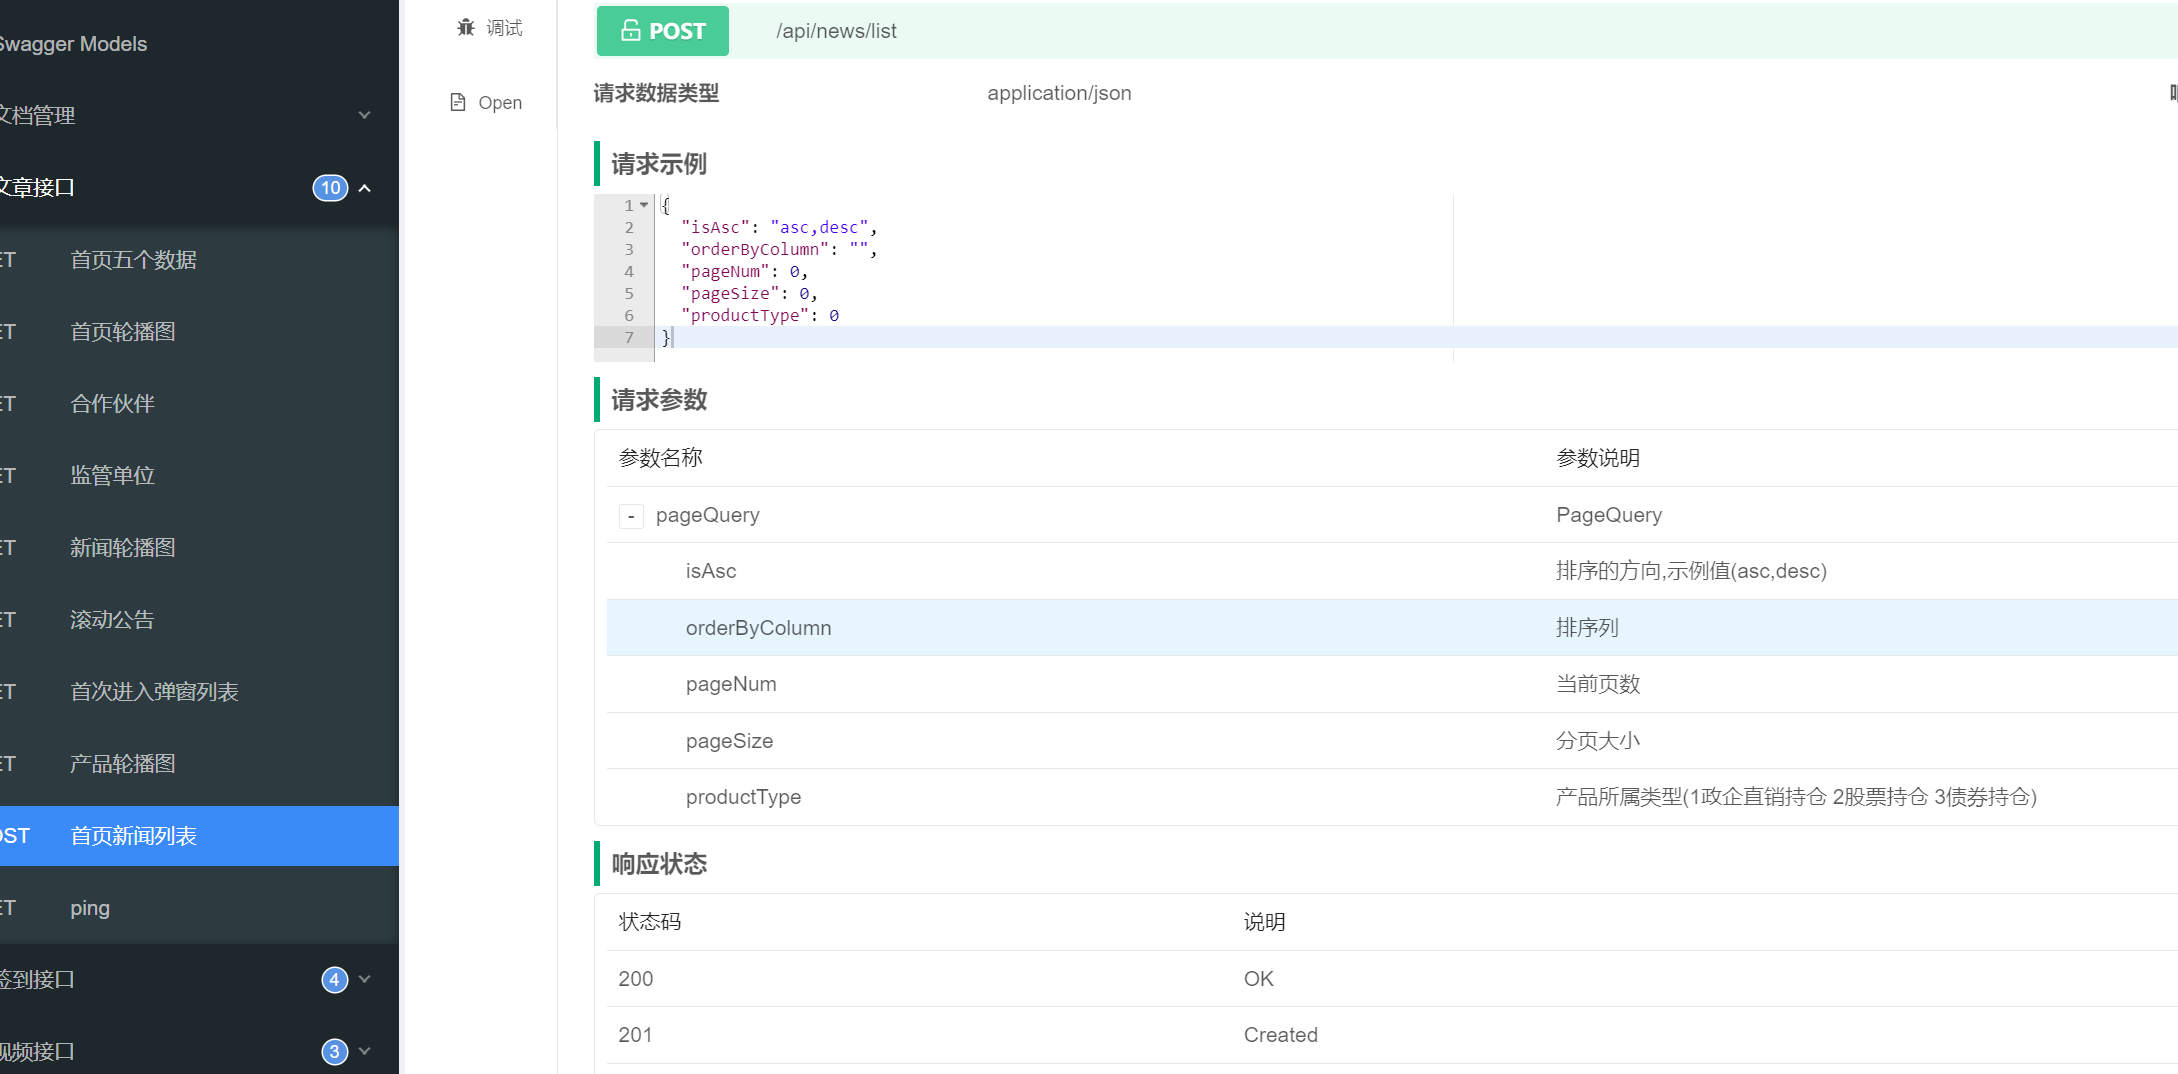 Swagger Models
文档管理
文章接口 10
ET 首页五个数据
ET 首页轮播图
ET 合作伙伴
ET 监管单位
ET 新闻轮播图
ET 滚动公告
ET 首次进入弹窗列表
ET 产品轮播图
OST 首页新闻列表
ET ping
签到接口 4
视频接口 3
调试
Open
POST /api/news/list
请求数据类型 application/json
请求示例
1 {
2 "isAsc": "asc,desc",
3 "orderByColumn": "",
4 "pageNum": 0,
5 "pageSize": 0,
6 "productType": 0
7 }
请求参数
参数名称 参数说明
- pageQuery PageQuery
isAsc 排序的方向,示例值(asc,desc)
orderByColumn 排序列
pageNum 当前页数
pageSize 分页大小
productType 产品所属类型(1政企直销持仓 2股票持仓 3债券持仓)
响应状态
状态码 说明
200 OK
201 Created